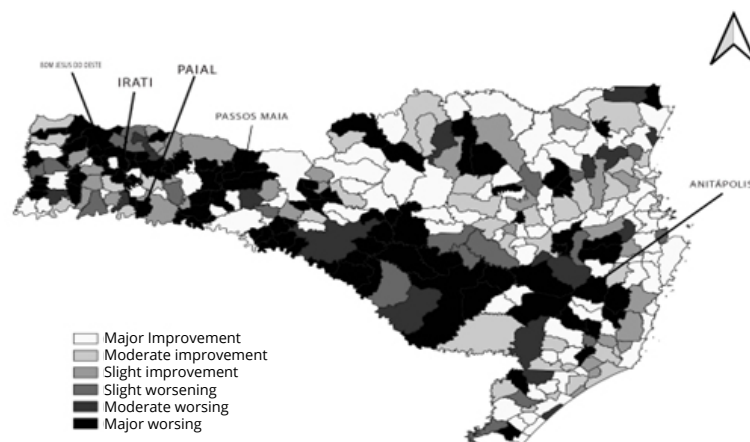 BOM JESUS DO OESTE
IRATI
PAIAL
PASSOS MAIA
ANITÁPOLIS
Major Improvement
Moderate improvement
Slight improvement
Slight worsening
Moderate worsing
Major worsing